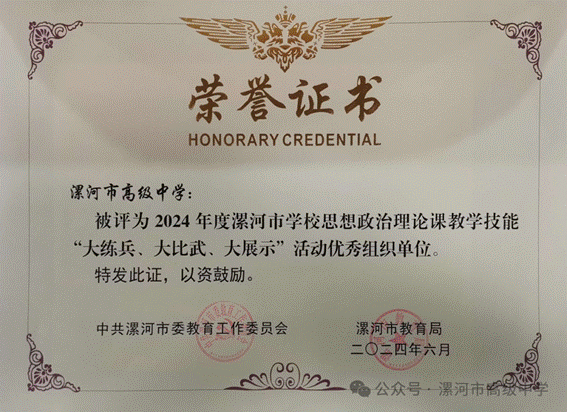 荣誉证书
HONORARY CREDENTIAL
漯河市高级中学：
被评为2024年度漯河市学校思想政治理论课教学技能
“大练兵、大比武、大展示”活动优秀组织单位。
特发此证，以资鼓励。
中共漯河市委教育工作委员会
漯河市教育局
二〇二四年六月
公众号·漯河市高级中学